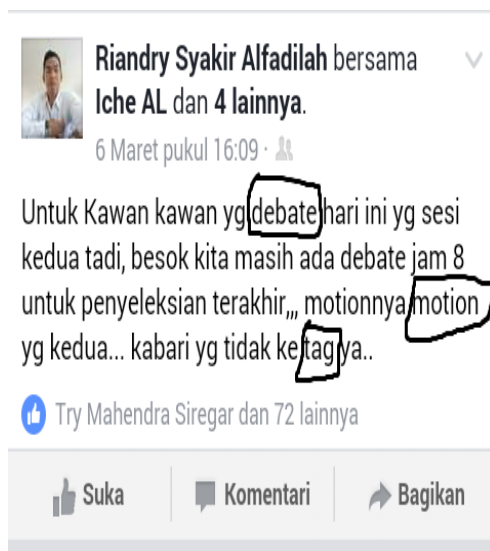 Riandry Syakir Alfadilah bersama
Iche AL dan 4 lainnya.
6 Maret pukul 16:09 ·
Untuk Kawan kawan yg debate hari ini yg sesi
kedua tadi, besok kita masih ada debate jam 8
untuk penyeleksian terakhir,,, motionnya motion
yg kedua... kabari yg tidak ke tag ya..
Try Mahendra Siregar dan 72 lainnya
Suka Komentari Bagikan